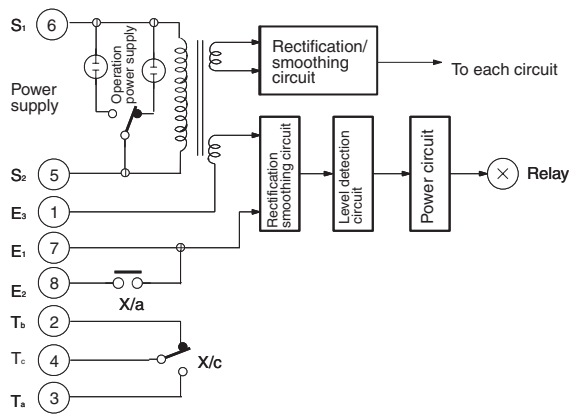 S1 6
Power
supply
Operation
power supply
S2 5
E3 1
E1 7
E2 8
X/a
Tb 2
Tc 4
X/c
Ta 3
Rectification/
smoothing
circuit
To each circuit
Rectification
smoothing circuit
Level detection
circuit
Power circuit
Relay